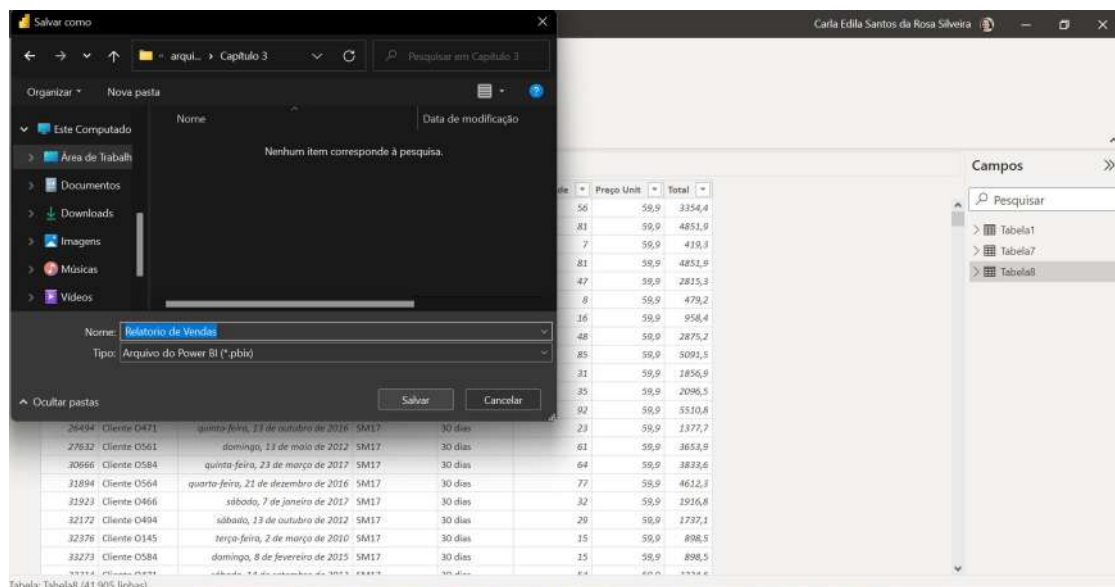 Salvar como
Carla Edila Santos da Rosa Silveira
arqui... › Capítulo 3
Pesquisar em Capítulo 3
Organizar
Nova pasta
Nome
Data de modificação
Nenhum item corresponde à pesquisa.
Este Computado
Área de Trabalh
Documentos
Downloads
Imagens
Músicas
Vídeos
Nome: Relatorio de Vendas
Tipo: Arquivo do Power BI (*.pbix)
Ocultar pastas
Salvar
Cancelar
Campos
Pesquisar
Tabela1
Tabela7
Tabela8
de Preço Unit Total
56 59,9 3354,4
81 59,9 4851,9
7 59,9 419,3
81 59,9 4851,9
47 59,9 2815,3
8 59,9 479,2
16 59,9 958,4
48 59,9 2875,2
85 59,9 5091,5
31 59,9 1856,9
35 59,9 2096,5
92 59,9 5510,8
26494 Cliente O471 quinta-feira, 13 de outubro de 2016 SM17 30 dias 23 59,9 1377,7
27632 Cliente O561 domingo, 13 de maio de 2012 SM17 30 dias 61 59,9 3653,9
30666 Cliente O584 quinta-feira, 23 de março de 2017 SM17 30 dias 64 59,9 3833,6
31894 Cliente O564 quarta-feira, 21 de dezembro de 2016 SM17 30 dias 77 59,9 4612,3
31923 Cliente O466 sábado, 7 de janeiro de 2017 SM17 30 dias 32 59,9 1916,8
32172 Cliente O494 sábado, 13 de outubro de 2012 SM17 30 dias 29 59,9 1737,1
32376 Cliente O145 terça-feira, 2 de março de 2010 SM17 30 dias 15 59,9 898,5
33273 Cliente O584 domingo, 8 de fevereiro de 2015 SM17 30 dias 15 59,9 898,5
Tabela: Tabela8 (41.905 linhas)